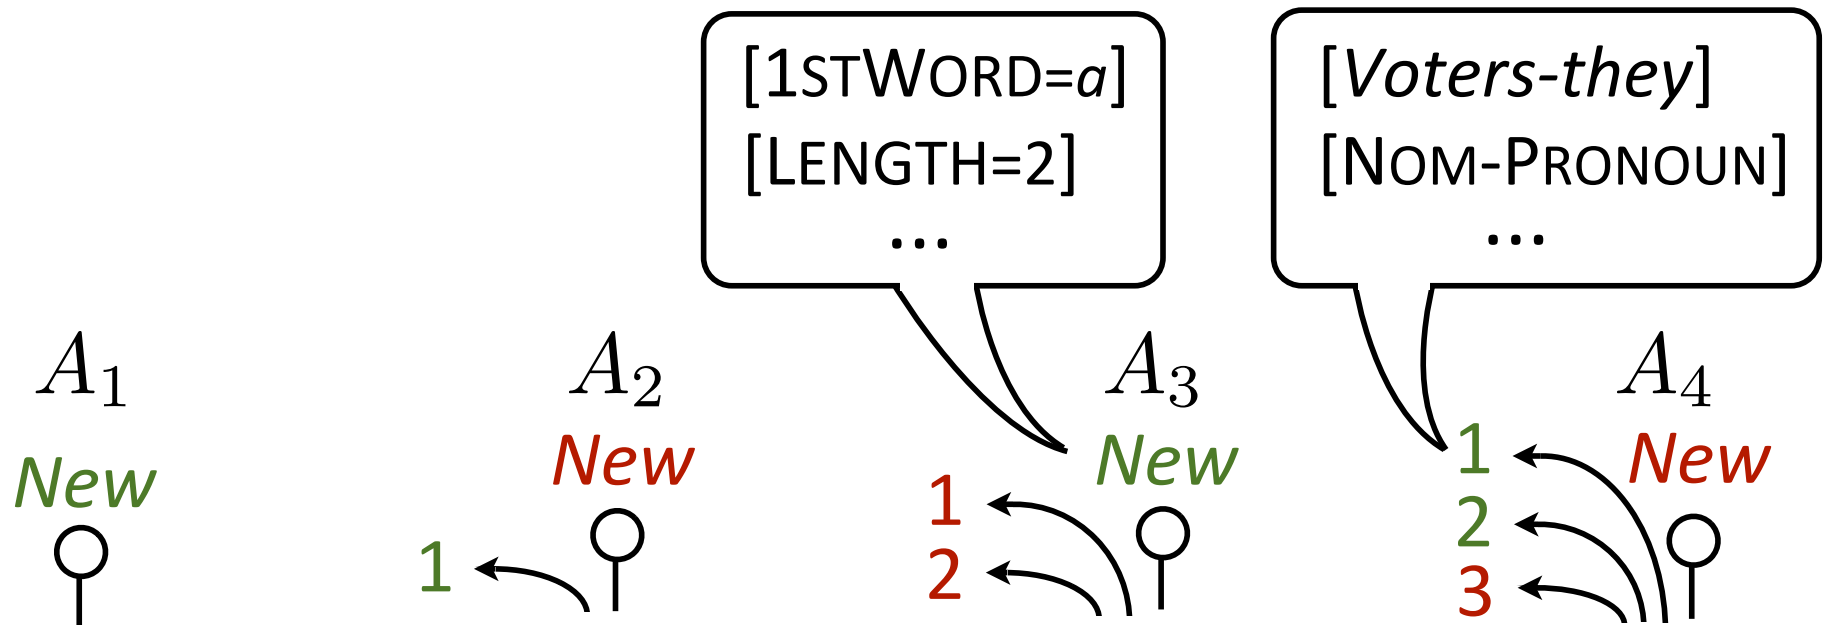 [1STWORD=a]
[LENGTH=2]
...
[Voters-they]
[NOM-PRONOUN]
...
A1
New
A2
New
1
A3
New
1
2
A4
New
1
2
3